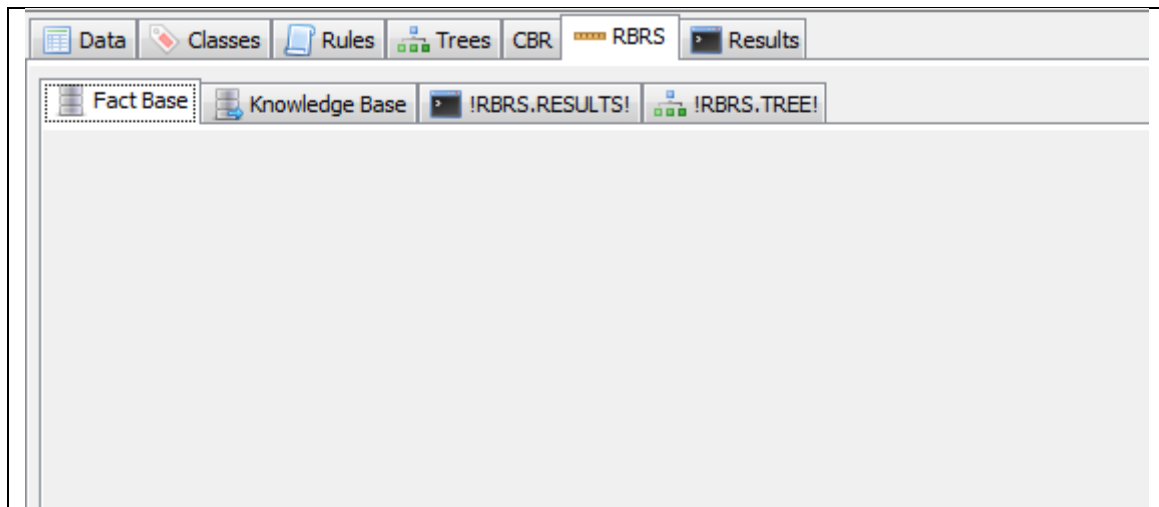 Data Classes Rules Trees CBR RBRS Results
Fact Base Knowledge Base !RBRS.RESULTS! !RBRS.TREE!